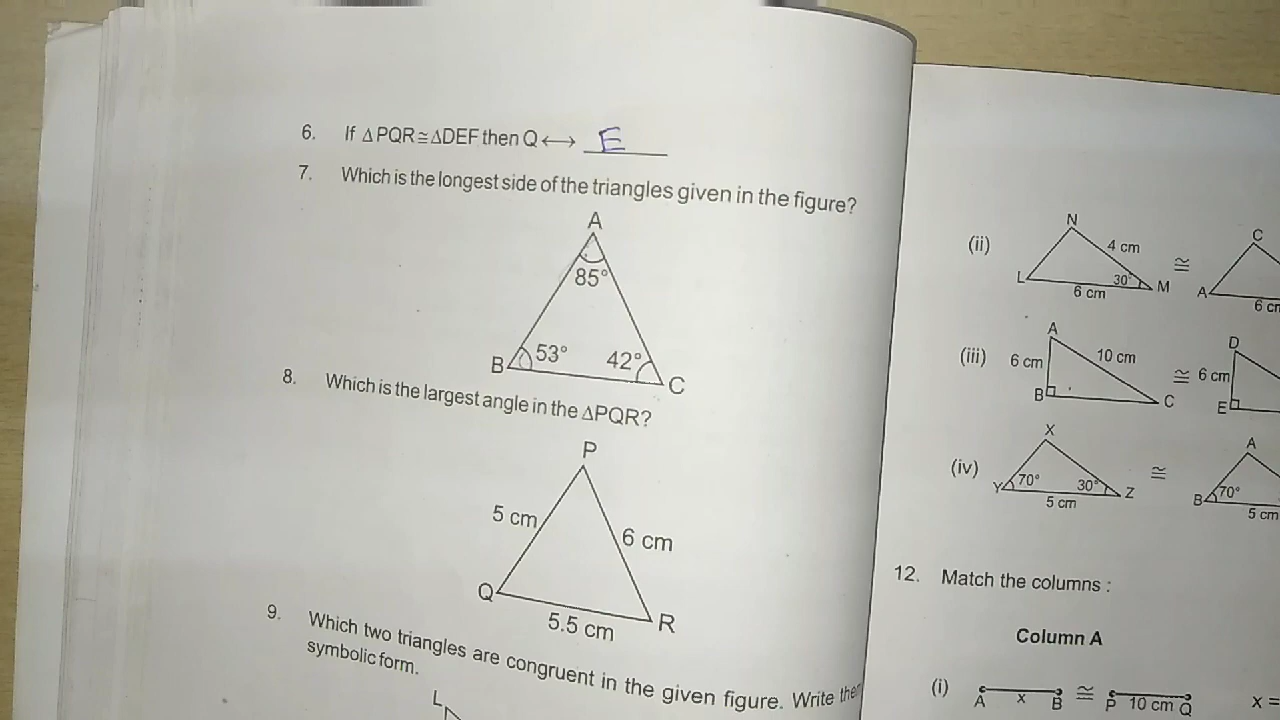 6. If ΔPQR≅ΔDEF then Q↔ E
7. Which is the longest side of the triangles given in the figure?
A
85°
B 53° 42° C
8. Which is the largest angle in the ΔPQR?
P
5 cm 6 cm
Q R
5.5 cm
9. Which two triangles are congruent in the given figure. Write
symbolic form.
L
(ii) N 4 cm ≅ C
L 30° M A
6 cm 6
(iii) A 6 cm 10 cm ≅ D 6 cm
B C E
(iv) X ≅ A
Y 70° 30° Z B 70°
5 cm 5 cm
12. Match the columns :
Column A
(i) A x B ≅ P 10 cm Q x =